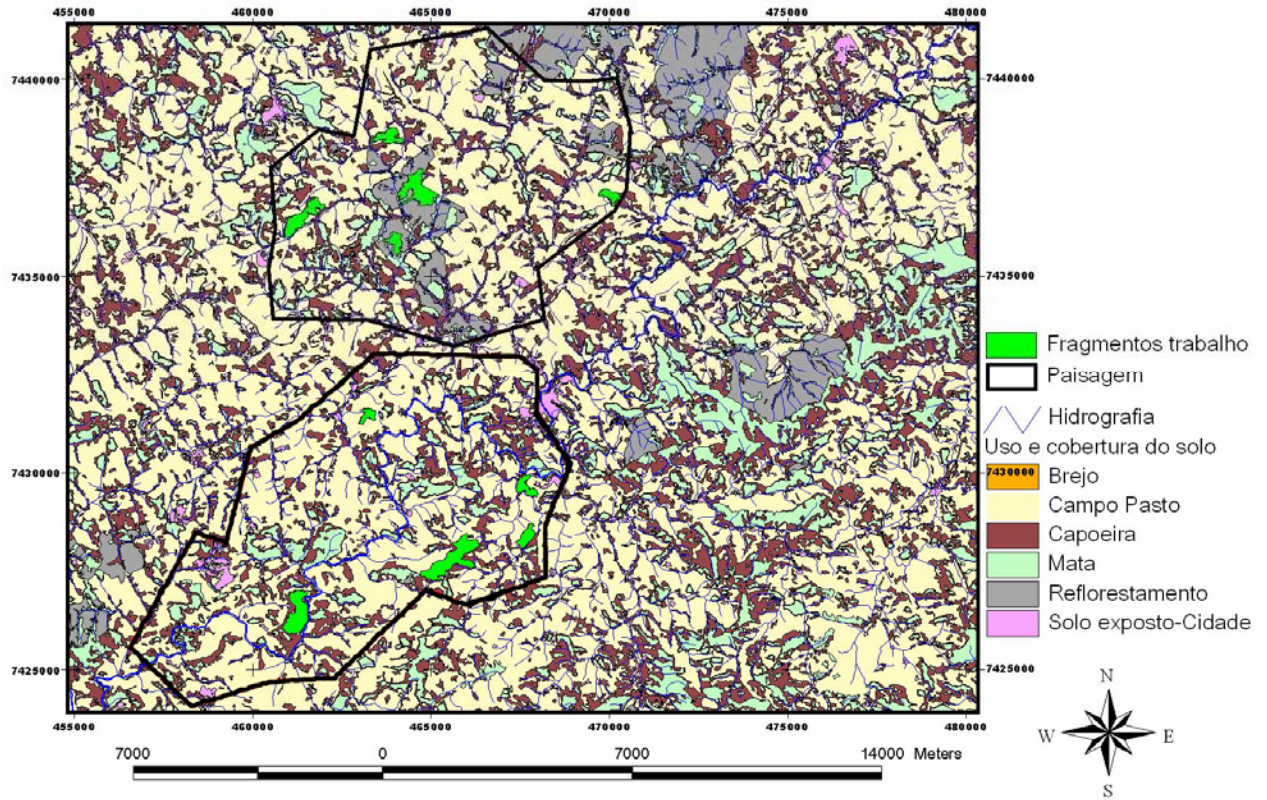 455000 460000 465000 470000 475000 480000
7440000 7440000
7435000 7435000
7430000 7430000
7425000 7425000
455000 460000 465000 470000 475000 480000
7000 0 7000 14000 Meters
Fragmentos trabalho
Paisagem
Hidrografia
Uso e cobertura do solo
Brejo
Campo Pasto
Capoeira
Mata
Reflorestamento
Solo exposto-Cidade
N
W E
S